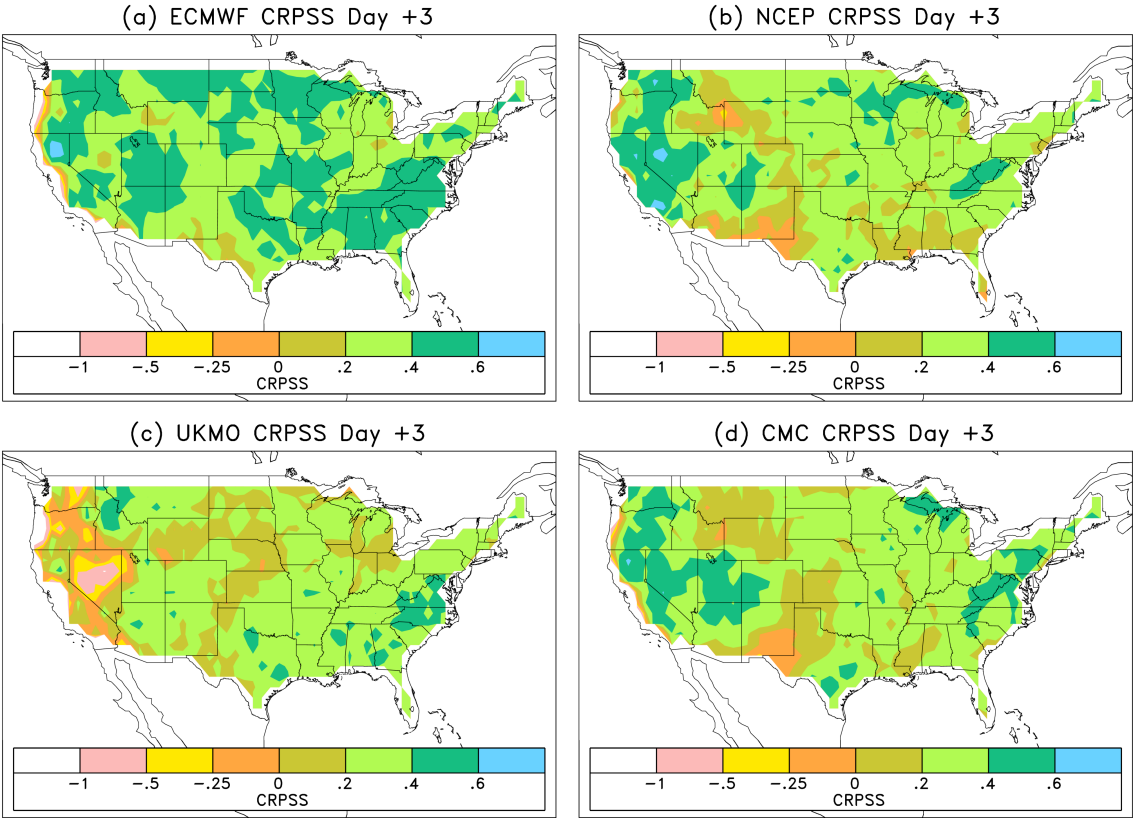 (a) ECMWF CRPSS Day +3
(b) NCEP CRPSS Day +3
-1 -.5 -.25 0 .2 .4 .6
CRPSS
-1 -.5 -.25 0 .2 .4 .6
CRPSS
(c) UKMO CRPSS Day +3
(d) CMC CRPSS Day +3
-1 -.5 -.25 0 .2 .4 .6
CRPSS
-1 -.5 -.25 0 .2 .4 .6
CRPSS